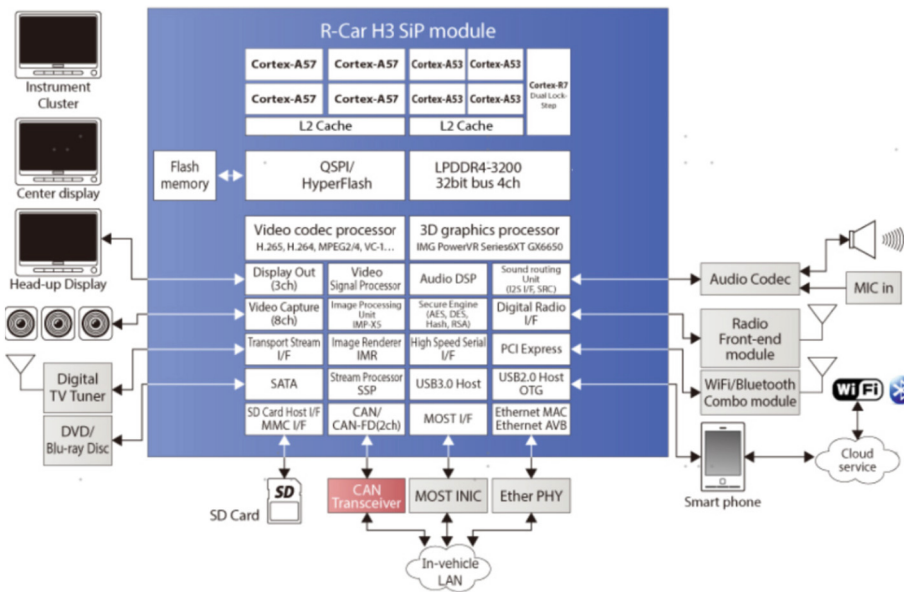 R-Car H3 SiP module
Cortex-A57
Cortex-A57
Cortex-A53
Cortex-A53
Cortex-R7
Dual Lock-
Step
Cortex-A57
Cortex-A57
Cortex-A53
Cortex-A53
L2 Cache
L2 Cache
Instrument
Cluster
Center display
Head-up Display
Flash
memory
QSPI/
HyperFlash
LPDDR4-3200
32bit bus 4ch
Video codec processor
H.265, H.264, MPEG2/4, VC-1...
3D graphics processor
IMG PowerVR Series6XT GX6650
Display Out
(3ch)
Video
Signal Processor
Audio DSP
Sound routing
Unit
(I2S I/F, SRC)
Video Capture
(8ch)
Image Processing
Unit
IMP-X5
Secure Engine
(AES, DES,
Hash, RSA)
Digital Radio
I/F
Transport Stream
I/F
Image Renderer
IMR
High Speed Serial
I/F
PCI Express
SATA
Stream Processor
SSP
USB3.0 Host
USB2.0 Host
OTG
SD Card Host I/F
MMC I/F
CAN/
CAN-FD(2ch)
MOST I/F
Ethernet MAC
Ethernet AVB
Digital
TV Tuner
DVD/
Blu-ray Disc
Audio Codec
MIC in
Radio
Front-end
module
WiFi/Bluetooth
Combo module
Wi Fi
Cloud
service
Smart phone
SD
SD Card
CAN
Transceiver
MOST INIC
Ether PHY
In-vehicle
LAN